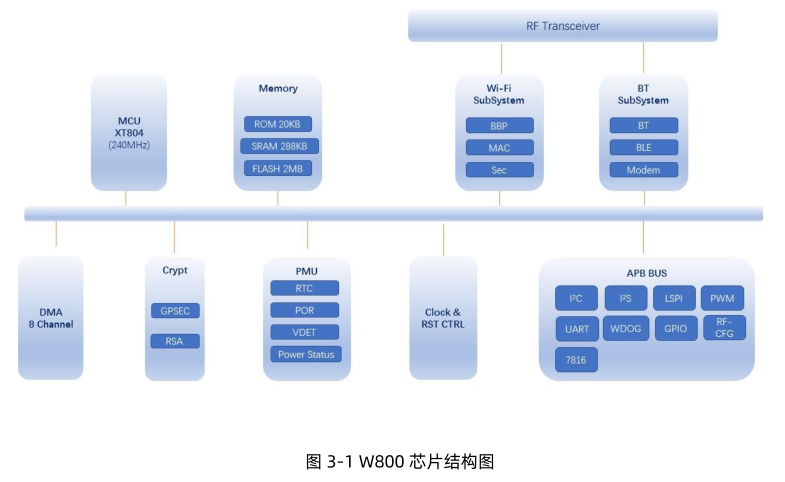 RF Transceiver
MCU
XT804
(240MHz)
Memory
ROM 20KB
SRAM 288KB
FLASH 2MB
Wi-Fi
SubSystem
BBP
MAC
Sec
BT
SubSystem
BT
BLE
Modem
DMA
8 Channel
Crypt
GPSEC
RSA
PMU
RTC
POR
VDET
Power Status
Clock &
RST CTRL
APB BUS
I²C
I²S
LSPI
PWM
UART
WDOG
GPIO
RF-
CFG
7816
图 3-1 W800 芯片结构图